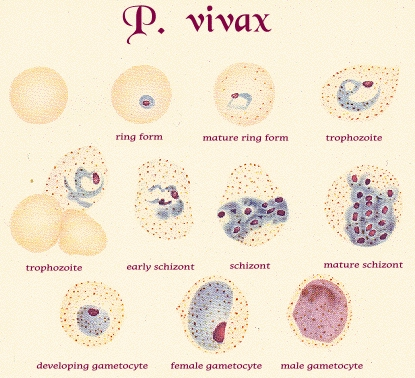 P. vivax
ring form
mature ring form
trophozoite
trophozoite
early schizont
schizont
mature schizont
developing gametocyte
female gametocyte
male gametocyte